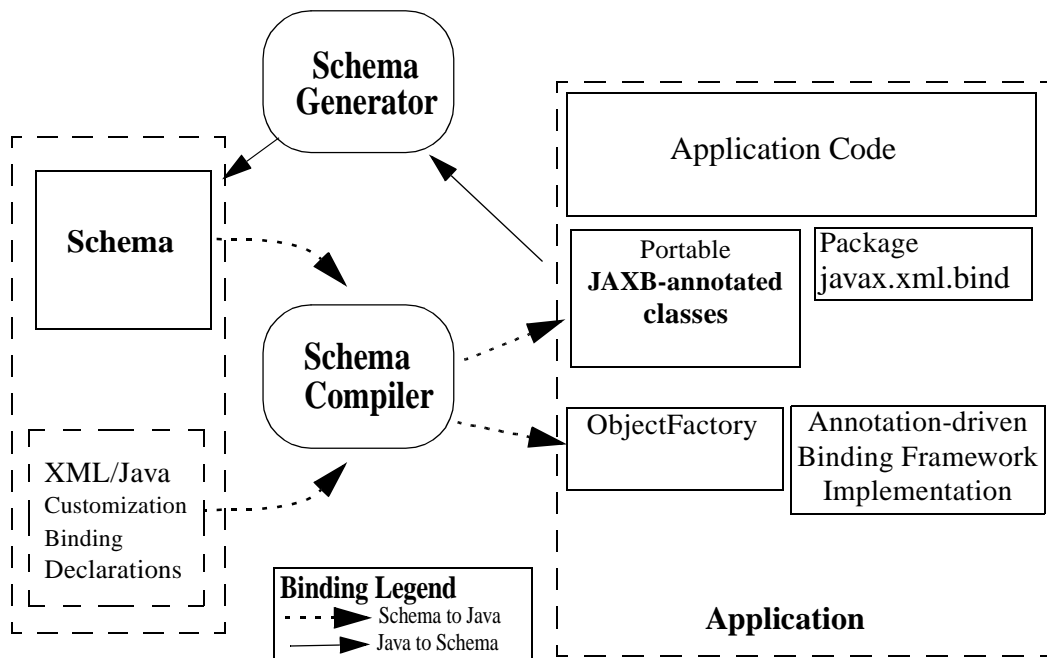 Schema
Generator
Application Code
Schema
Portable
JAXB-annotated
classes
Package
javax.xml.bind
Schema
Compiler
ObjectFactory
Annotation-driven
Binding Framework
Implementation
XML/Java
Customization
Binding
Declarations
Binding Legend
Schema to Java
Java to Schema
Application